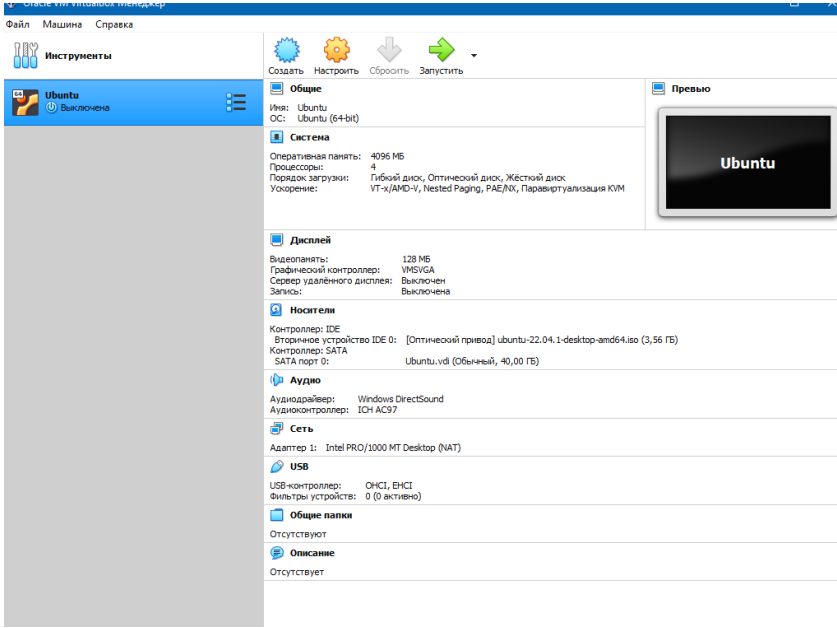 Oracle VM VirtualBox Менеджер
Файл Машина Справка
Инструменты
Создать Настроить Сбросить Запустить
64
Ubuntu
Выключена
Общие
Имя: Ubuntu
ОС: Ubuntu (64-bit)
Превью
Ubuntu
Система
Оперативная память: 4096 МБ
Процессоры: 4
Порядок загрузки: Гибкий диск, Оптический диск, Жёсткий диск
Ускорение: VT-x/AMD-V, Nested Paging, PAE/NX, Паравиртуализация KVM
Дисплей
Видеопамять: 128 МБ
Графический контроллер: VMSVGA
Сервер удалённого дисплея: Выключен
Запись: Выключена
Носители
Контроллер: IDE
Вторичное устройство IDE 0: [Оптический привод] ubuntu-22.04.1-desktop-amd64.iso (3,56 ГБ)
Контроллер: SATA
SATA порт 0: Ubuntu.vdi (Обычный, 40,00 ГБ)
Аудио
Аудиодрайвер: Windows DirectSound
Аудиоконтроллер: ICH AC97
Сеть
Адаптер 1: Intel PRO/1000 MT Desktop (NAT)
USB
USB-контроллер: OHCI, EHCI
Фильтры устройств: 0 (0 активно)
Общие папки
Отсутствуют
Описание
Отсутствует